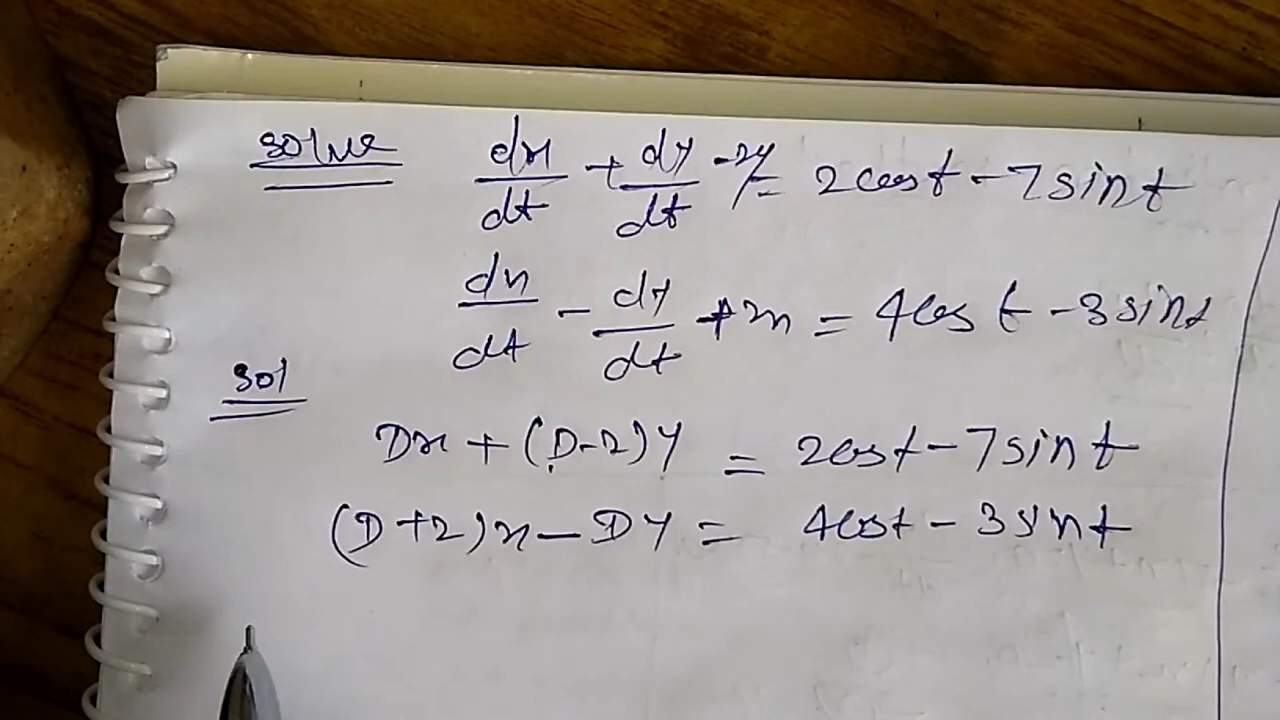 solve dx/dt + dy/dt -2y = 2cost - 7sint
dx/dt - dy/dt + 2x = 4cost - 3sint
sol
Dx + (D-2)y = 2cost - 7sint
(D+2)x - Dy = 4cost - 3sint